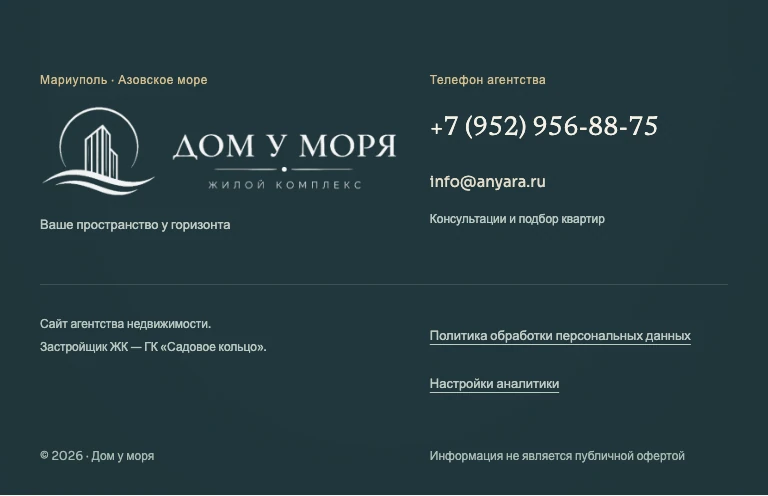 Мариуполь · Азовское море
ДОМ У МОРЯ
ЖИЛОЙ КОМПЛЕКС
Ваше пространство у горизонта
Телефон агентства
+7 (952) 956-88-75
info@anyara.ru
Консультации и подбор квартир
Сайт агентства недвижимости.
Застройщик ЖК — ГК «Садовое кольцо».
Политика обработки персональных данных
Настройки аналитики
© 2026 · Дом у моря
Информация не является публичной офертой